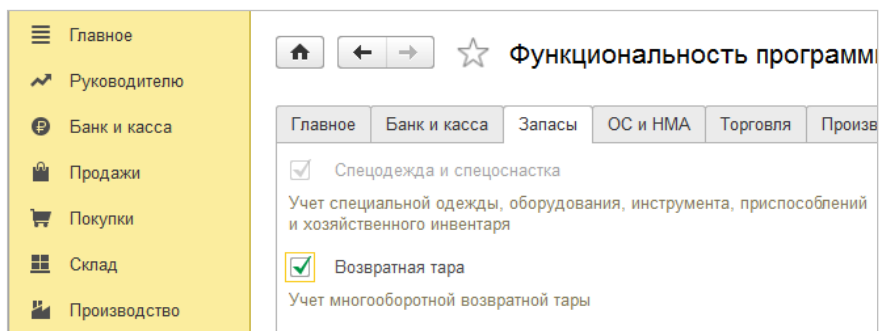 Главное
Руководителю
Банк и касса
Продажи
Покупки
Склад
Производство
Функциональность программ
Главное Банк и касса Запасы ОС и НМА Торговля Произв
Спецодежда и спецоснастка
Учет специальной одежды, оборудования, инструмента, приспособлений
и хозяйственного инвентаря
Возвратная тара
Учет многооборотной возвратной тары